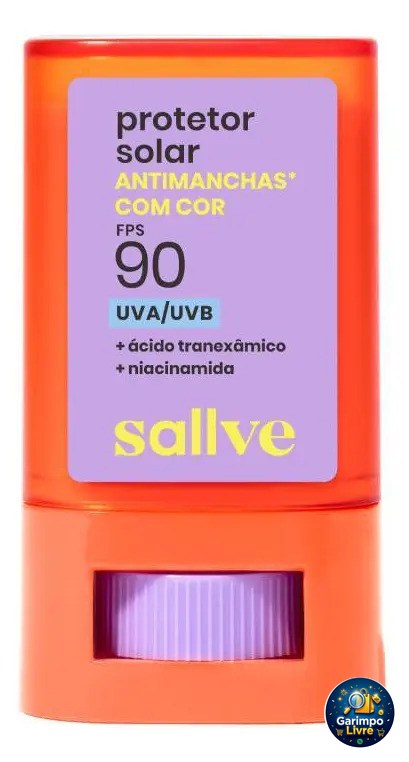 protetor
solar
ANTIMANCHAS*
COM COR
FPS
90
UVA/UVB
+ ácido tranexâmico
+ niacinamida
sallve
Garimpo
Livre